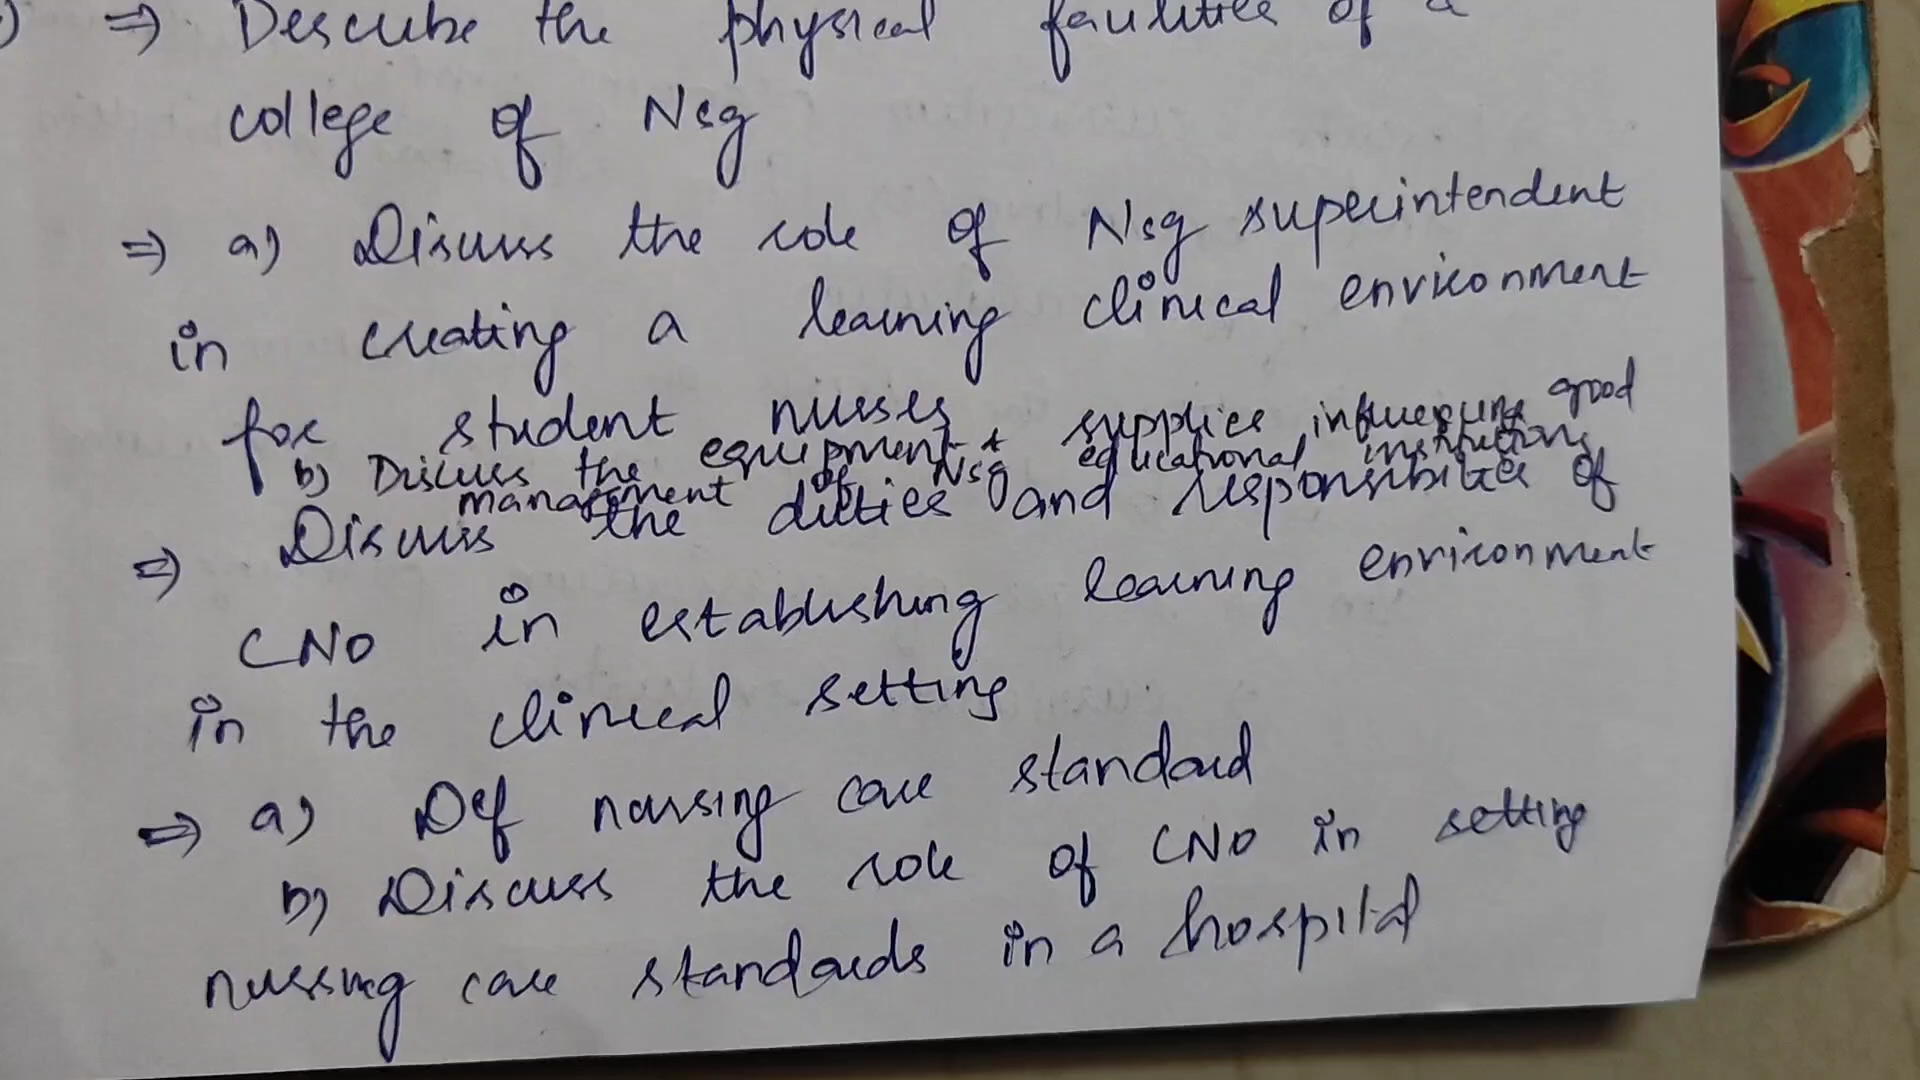 ⇒ Describe the physical facilities of a
college of Nsg
⇒ a) Discuss the role of Nsg superintendent
in creating a learning clinical environment
for student nurses
b) Discuss the equipment & supplies influencing good
management of Nsg educational institutions
⇒ Discuss the duties and responsibilities of
CNO in establishing learning environment
in the clinical setting
⇒ a) Def nursing care standard
b) Discuss the role of CNO in setting
nursing care standards in a hospital